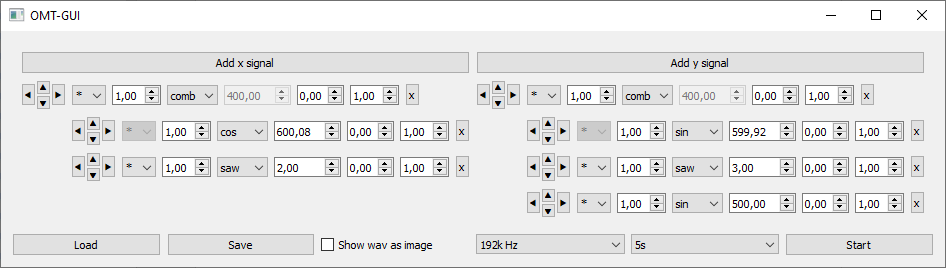 OMT-GUI
Add x signal Add y signal
* 1,00 comb 400,00 0,00 1,00 x * 1,00 comb 400,00 0,00 1,00 x
* 1,00 cos 600,08 0,00 1,00 x * 1,00 sin 599,92 0,00 1,00 x
* 1,00 saw 2,00 0,00 1,00 x * 1,00 saw 3,00 0,00 1,00 x
* 1,00 sin 500,00 0,00 1,00 x
Load Save Show wav as image 192k Hz 5s Start